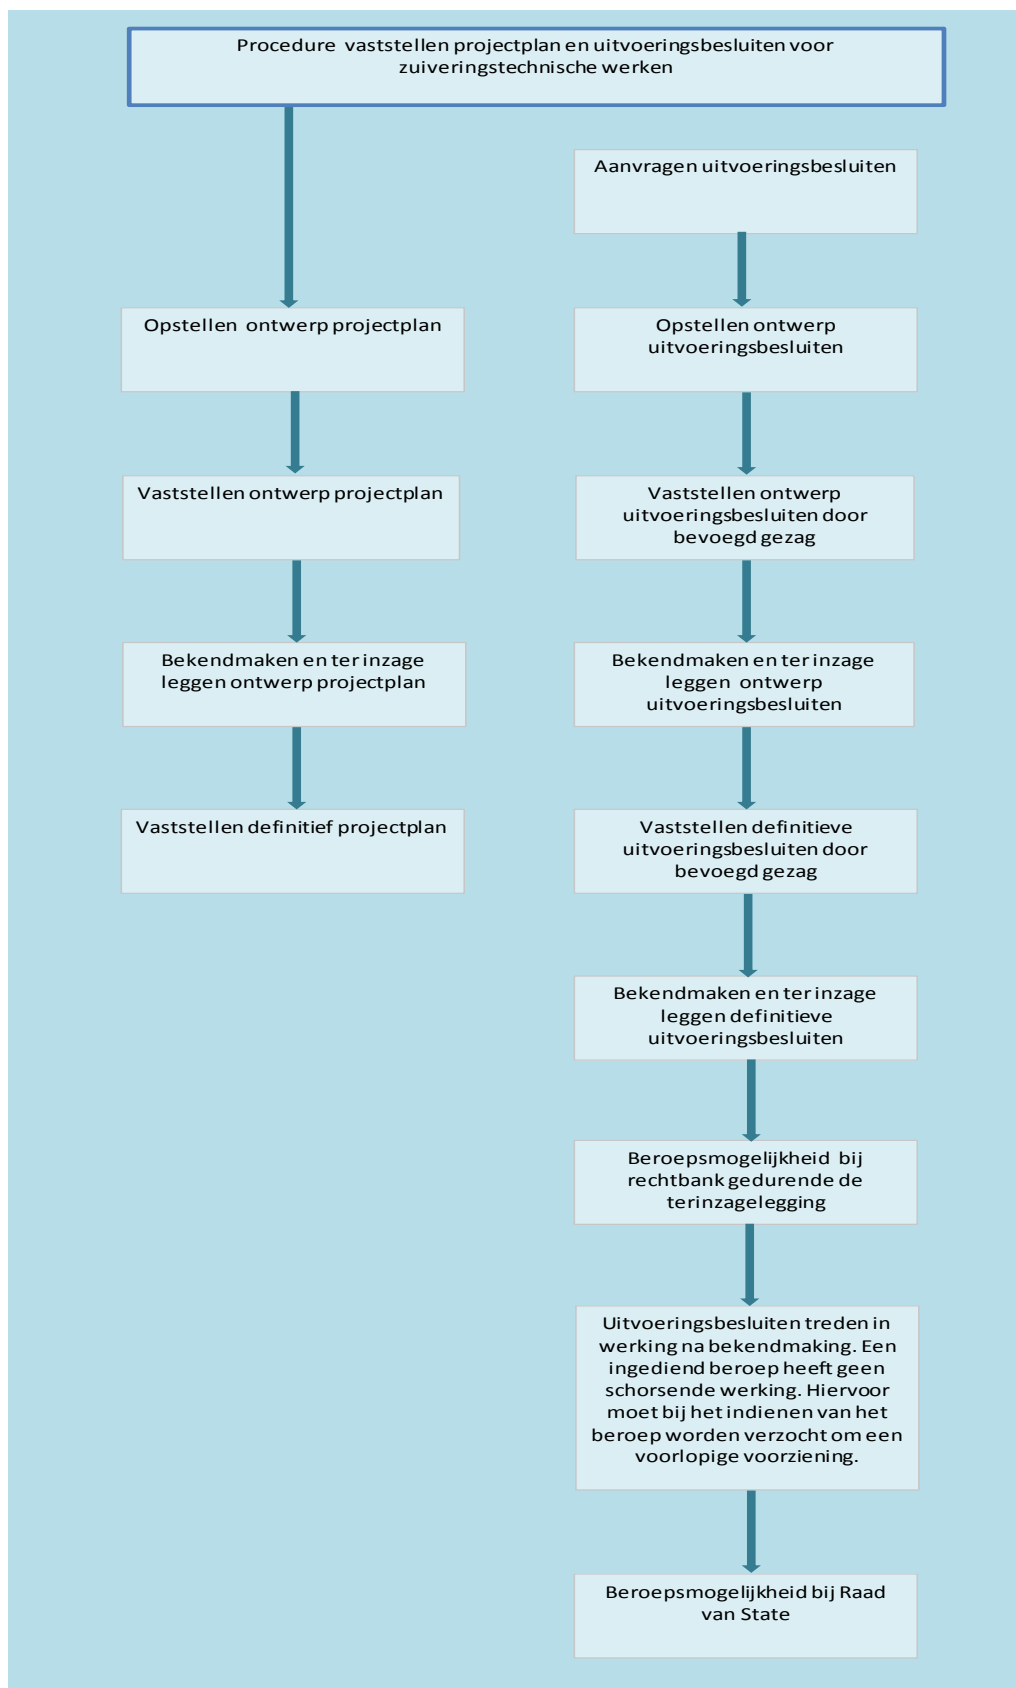 Procedure vaststellen projectplan en uitvoeringsbesluiten voor
zuiveringstechnische werken
Aanvragen uitvoeringsbesluiten
Opstellen ontwerp projectplan
Opstellen ontwerp
uitvoeringsbesluiten
Vaststellen ontwerp projectplan
Vaststellen ontwerp
uitvoeringsbesluiten door
bevoegd gezag
Bekendmaken en ter inzage
leggen ontwerp projectplan
Bekendmaken en ter inzage
leggen ontwerp
uitvoeringsbesluiten
Vaststellen definitief projectplan
Vaststellen definitieve
uitvoeringsbesluiten door
bevoegd gezag
Bekendmaken en ter inzage
leggen definitieve
uitvoeringsbesluiten
Beroepsmogelijkheid bij
rechtbank gedurende de
terinzagelegging
Uitvoeringsbesluiten treden in
werking na bekendmaking. Een
ingediend beroep heeft geen
schorsende werking. Hiervoor
moet bij het indienen van het
beroep worden verzocht om een
voorlopige voorziening.
Beroepsmogelijkheid bij Raad
van State